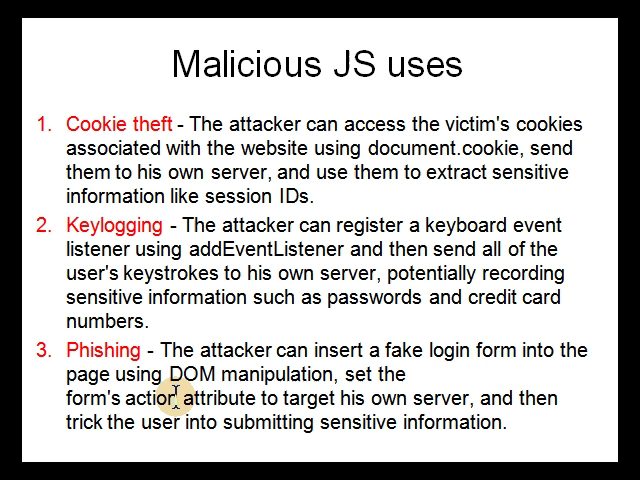 Malicious JS uses
1. Cookie theft - The attacker can access the victim's cookies
associated with the website using document.cookie, send
them to his own server, and use them to extract sensitive
information like session IDs.
2. Keylogging - The attacker can register a keyboard event
listener using addEventListener and then send all of the
user's keystrokes to his own server, potentially recording
sensitive information such as passwords and credit card
numbers.
3. Phishing - The attacker can insert a fake login form into the
page using DOM manipulation, set the
form's action attribute to target his own server, and then
trick the user into submitting sensitive information.